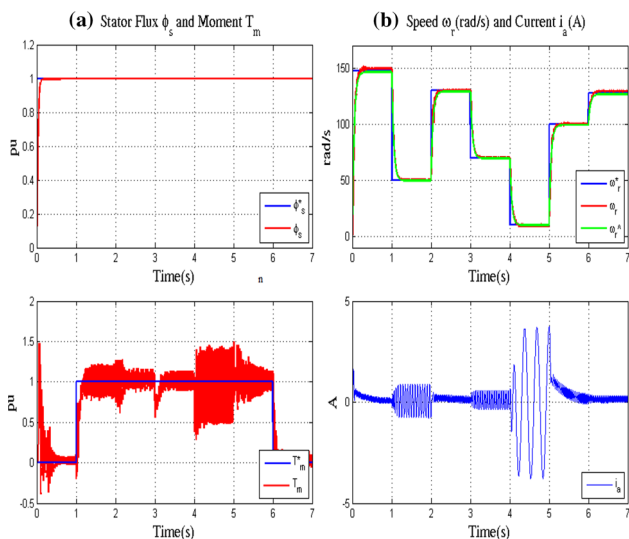 (a) Stator Flux ϕs and Moment Tm
pu
1.2
1
0.8
0.6
0.4
0.2
0
0 1 2 3 4 5 6 7
Time(s)
n
ϕ*s
ϕs
(b) Speed ωr(rad/s) and Current ia(A)
rad/s
150
100
50
0
0 1 2 3 4 5 6 7
Time(s)
ω*r
ωr
ωr^
pu
2
1.5
1
0.5
0
-0.5
0 1 2 3 4 5 6 7
Time(s)
T*m
Tm
A
5
0
-5
0 1 2 3 4 5 6 7
Time(s)
ia